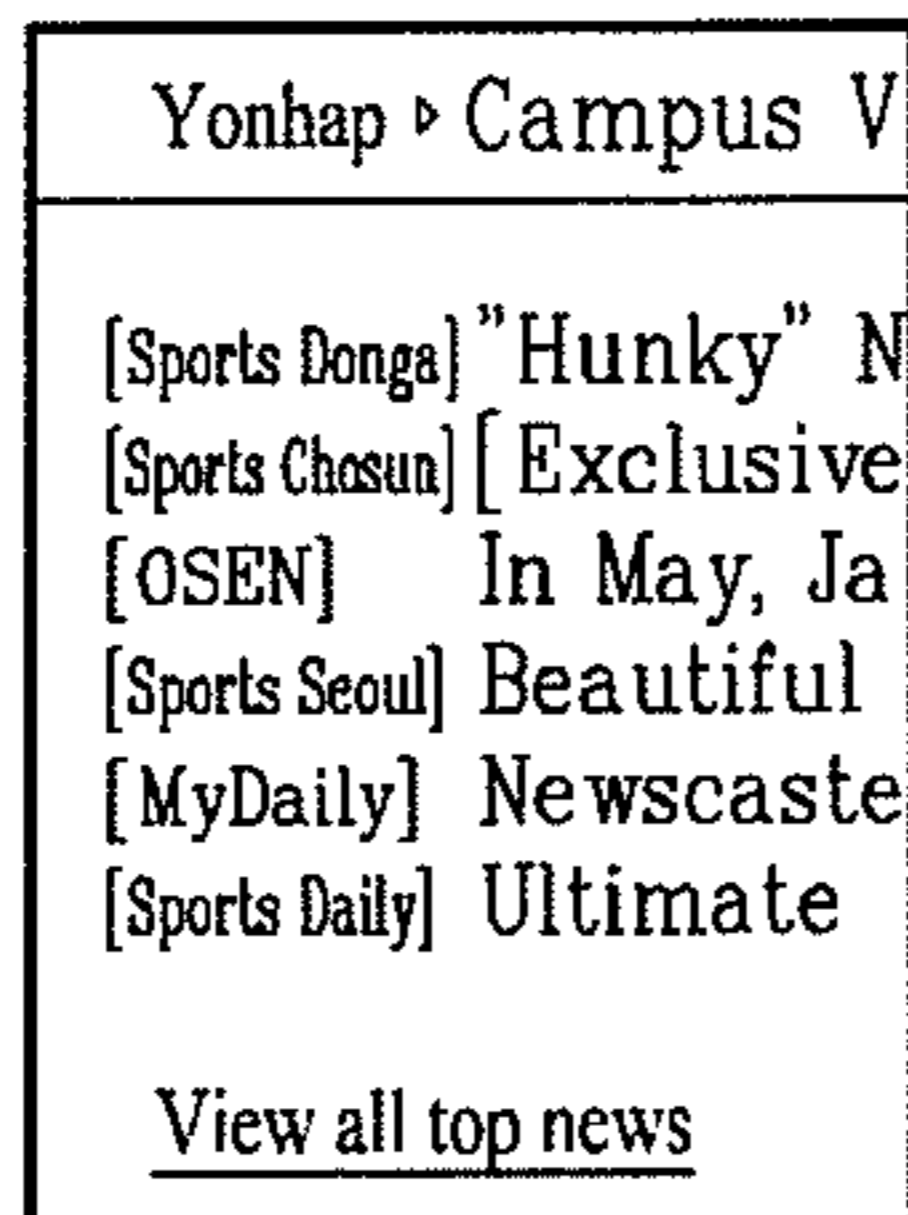 Yonhap ▹ Campus V
[Sports Donga] "Hunky" N
[Sports Chosun] [Exclusive
[OSEN] In May, Ja
[Sports Seoul] Beautiful
[MyDaily] Newscaste
[Sports Daily] Ultimate
View all top news